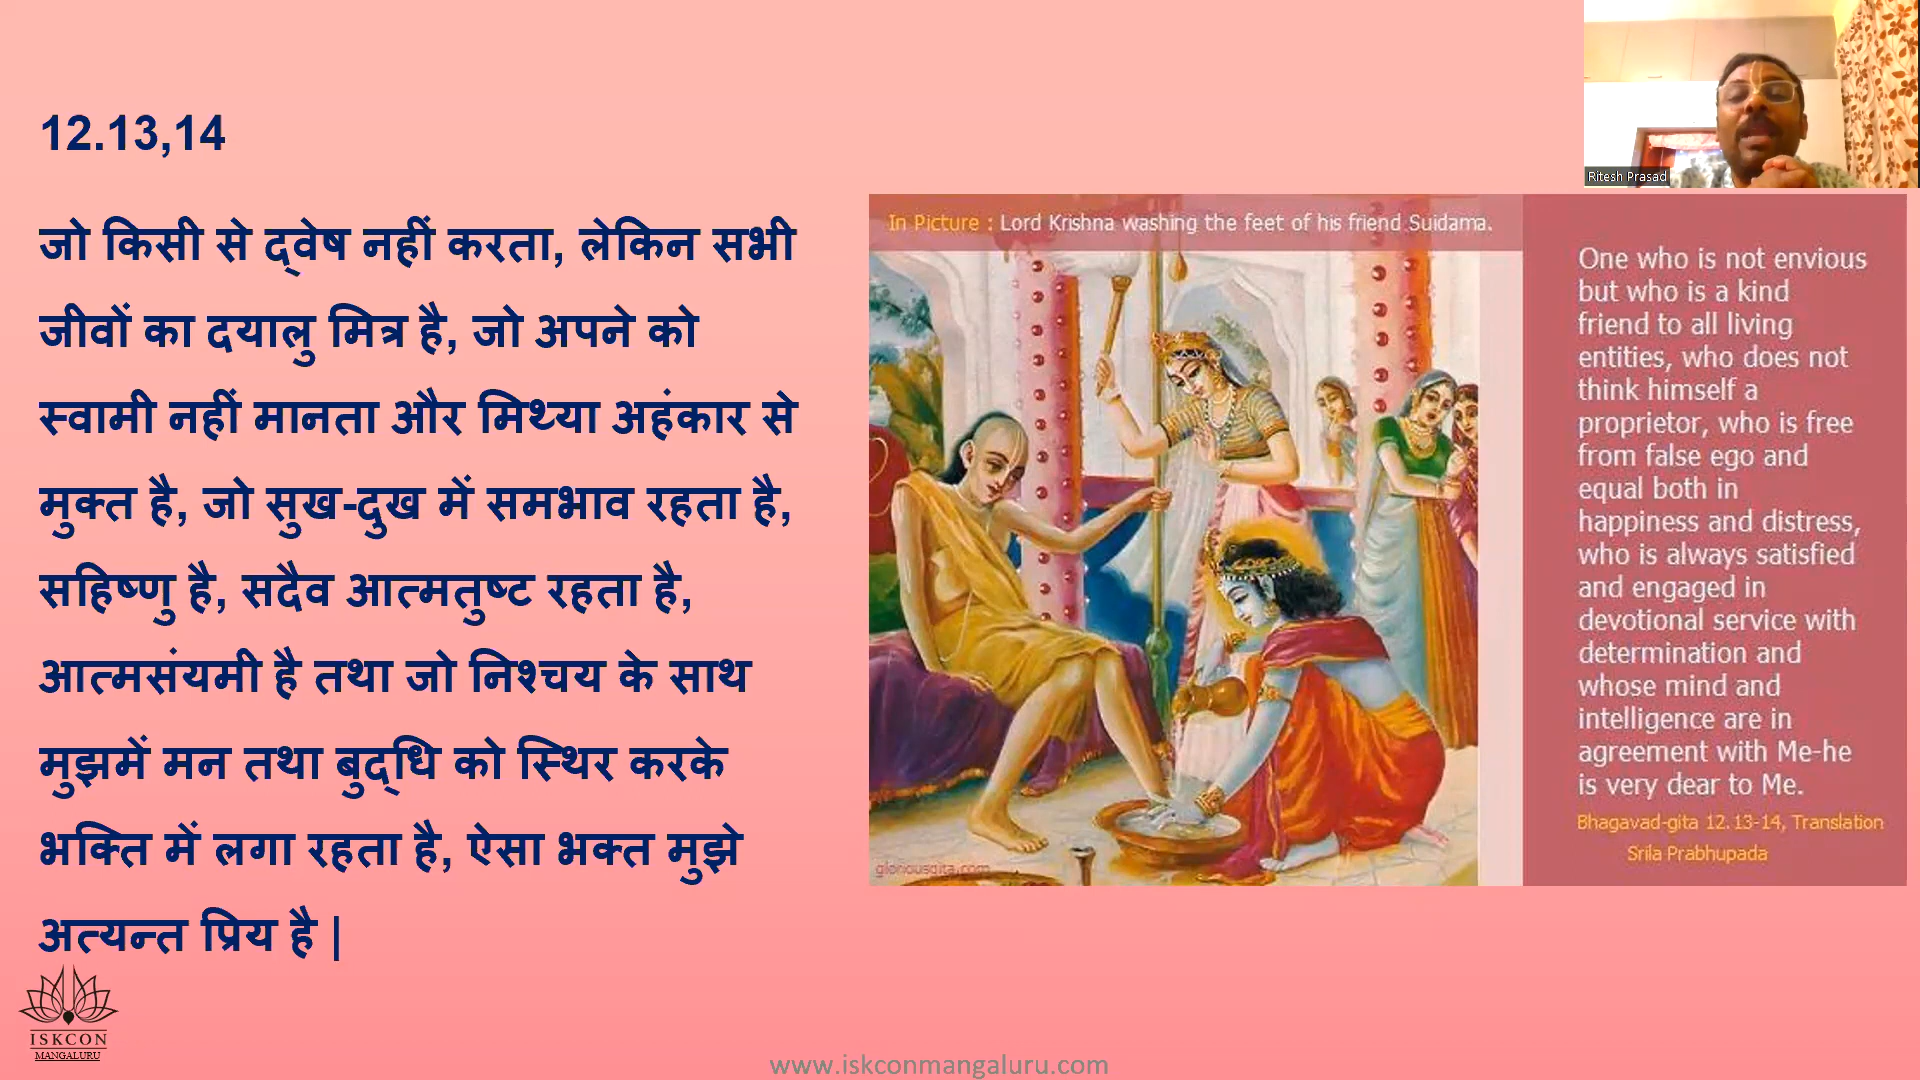 12.13,14
जो किसी से द्वेष नहीं करता, लेकिन सभी
जीवों का दयालु मित्र है, जो अपने को
स्वामी नहीं मानता और मिथ्या अहंकार से
मुक्त है, जो सुख-दुख में समभाव रहता है,
सहिष्णु है, सदैव आत्मतुष्ट रहता है,
आत्मसंयमी है तथा जो निश्चय के साथ
मुझमें मन तथा बुद्धि को स्थिर करके
भक्ति में लगा रहता है, ऐसा भक्त मुझे
अत्यन्त प्रिय है |
ISKCON
MANGALURU
Ritesh Prasad
In Picture : Lord Krishna washing the feet of his friend Suidama.
gloriousgita.com
One who is not envious
but who is a kind
friend to all living
entities, who does not
think himself a
proprietor, who is free
from false ego and
equal both in
happiness and distress,
who is always satisfied
and engaged in
devotional service with
determination and
whose mind and
intelligence are in
agreement with Me-he
is very dear to Me.
Bhagavad-gita 12.13-14, Translation
Srila Prabhupada
www.iskconmangaluru.com